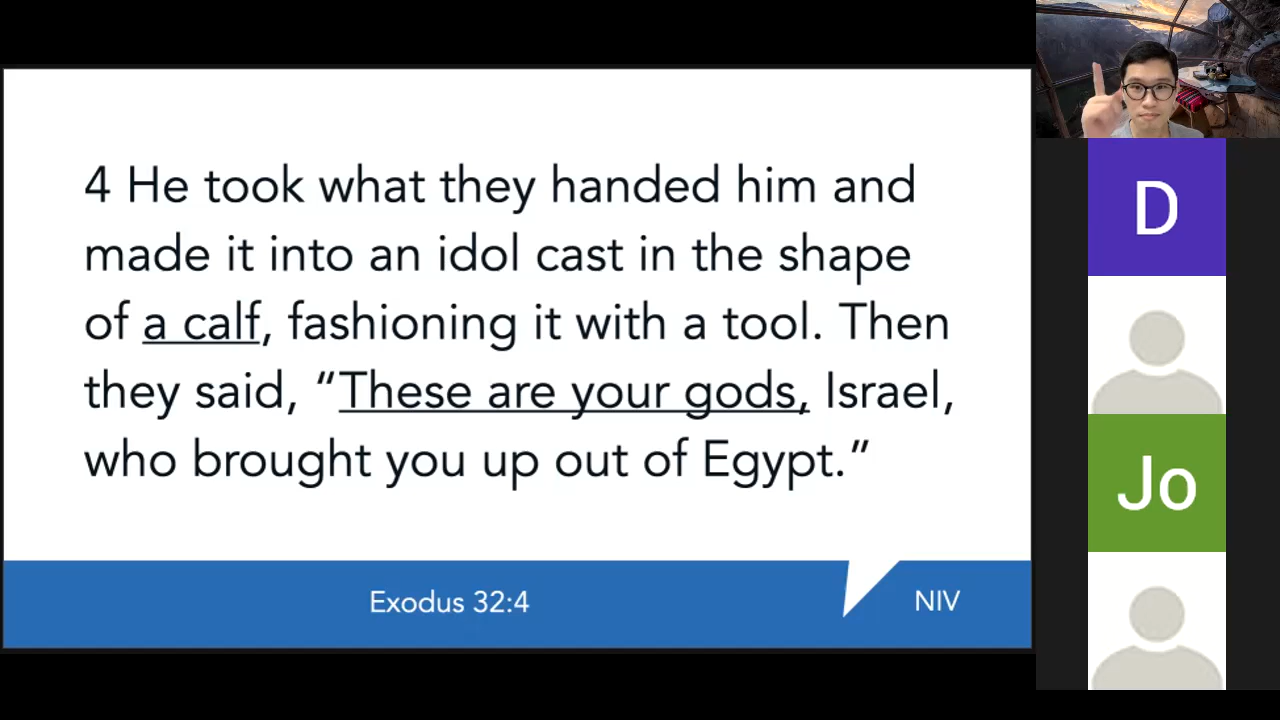 4 He took what they handed him and
made it into an idol cast in the shape
of a calf, fashioning it with a tool. Then
they said, “These are your gods, Israel,
who brought you up out of Egypt.”
Exodus 32:4
NIV
D
Jo